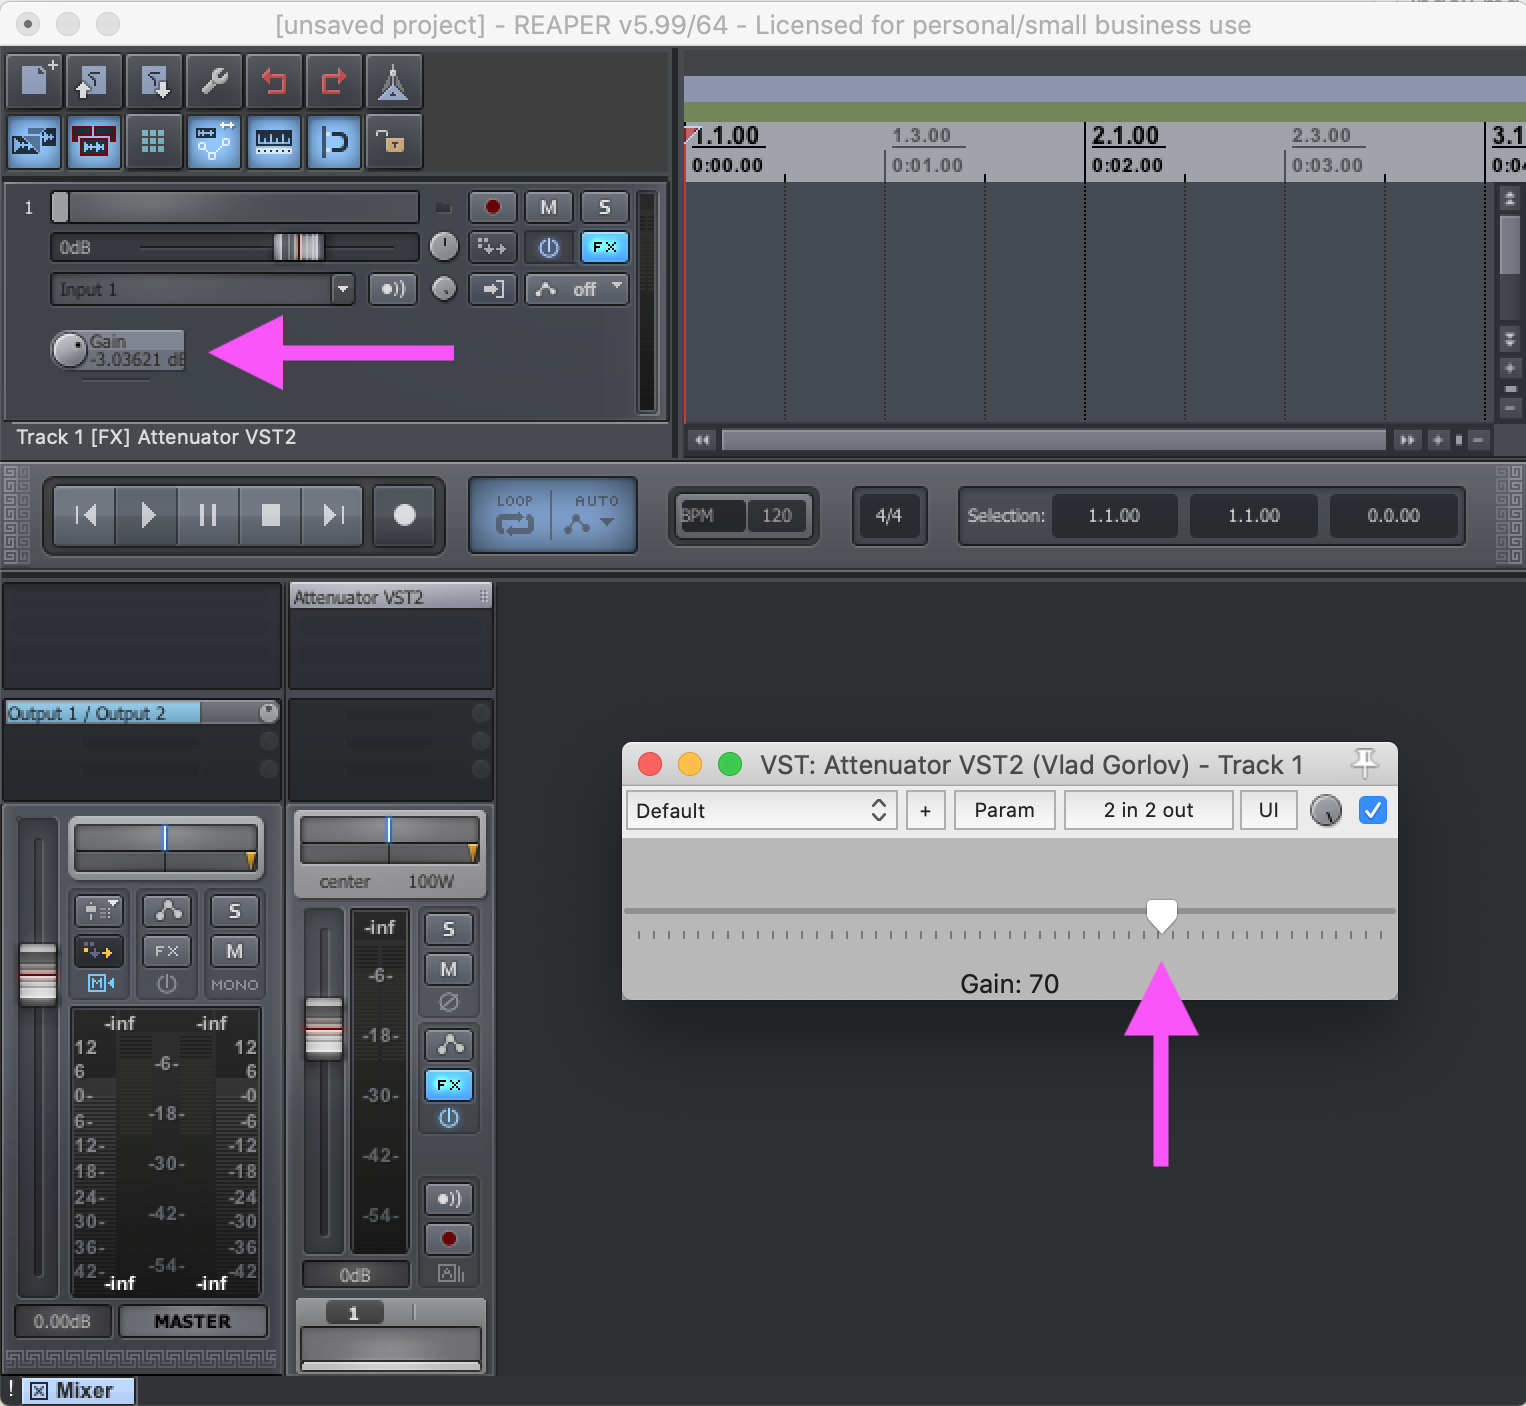 [unsaved project] - REAPER v5.99/64 - Licensed for personal/small business use
1.1.00 1.3.00 2.1.00 2.3.00 3.1
0:00.00 0:01.00 0:02.00 0:03.00 0:0
1 M S
0dB FX
Input 1 off
Gain
-3.03621 dB
Track 1 [FX] Attenuator VST2
LOOP AUTO
BPM 120 4/4 Selection: 1.1.00 1.1.00 0.0.00
Attenuator VST2
Output 1 / Output 2
VST: Attenuator VST2 (Vlad Gorlov) - Track 1
Default + Param 2 in 2 out UI
Gain: 70
center 100W
S
FX M
M MONO
-inf -inf
12 -6- 12
6 6
0- -0
6- -18- -6
12- -12
18- -30- -18
24- -24
30- -42- -30
36- -36
42- -54- -42
-inf -inf
0.00dB MASTER
-inf S
-6- M
-18-
-30- FX
-42-
-54-
0dB
1
! Mixer